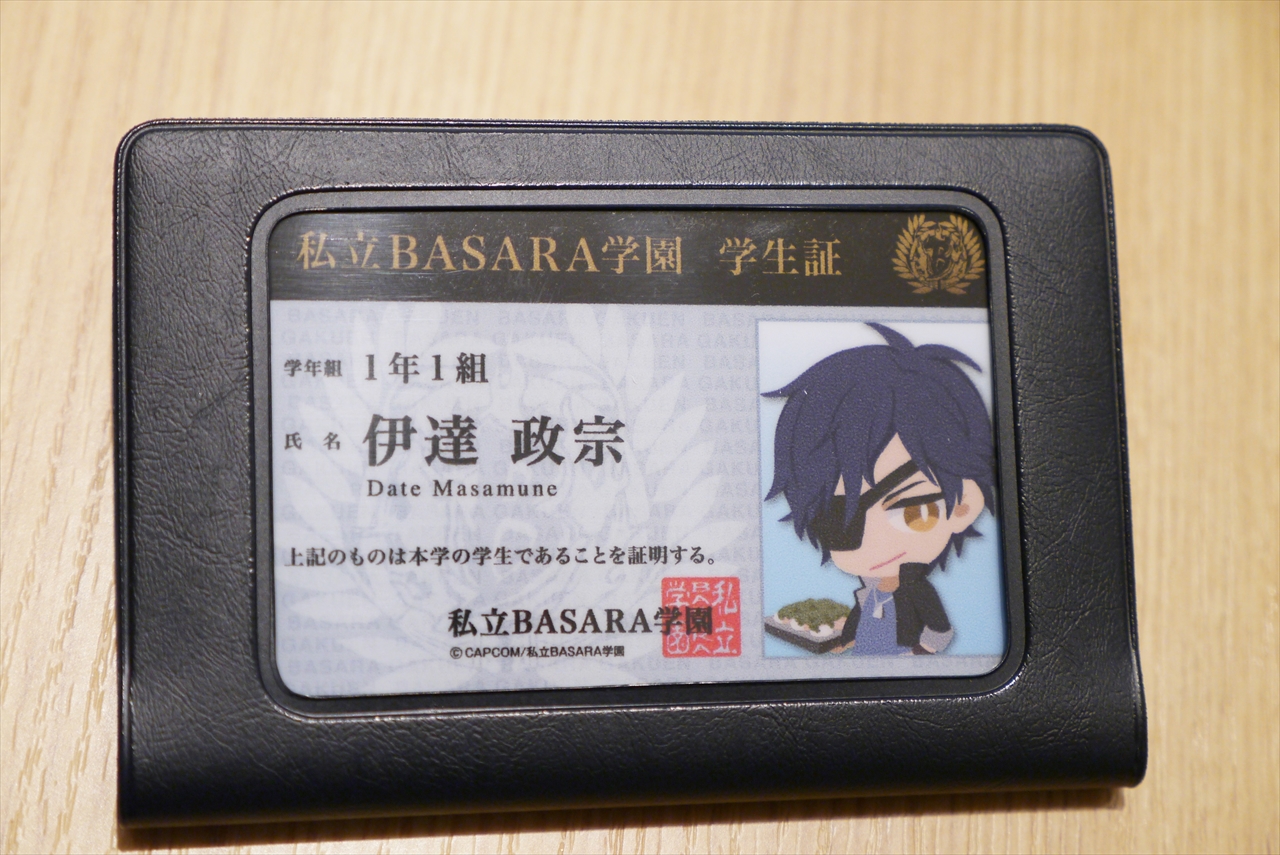 私立BASARA学園 学生証
学年組 1年1組
氏名 伊達 政宗
Date Masamune
上記のものは本学の学生であることを証明する。
私立BASARA学園
©CAPCOM/私立BASARA学園